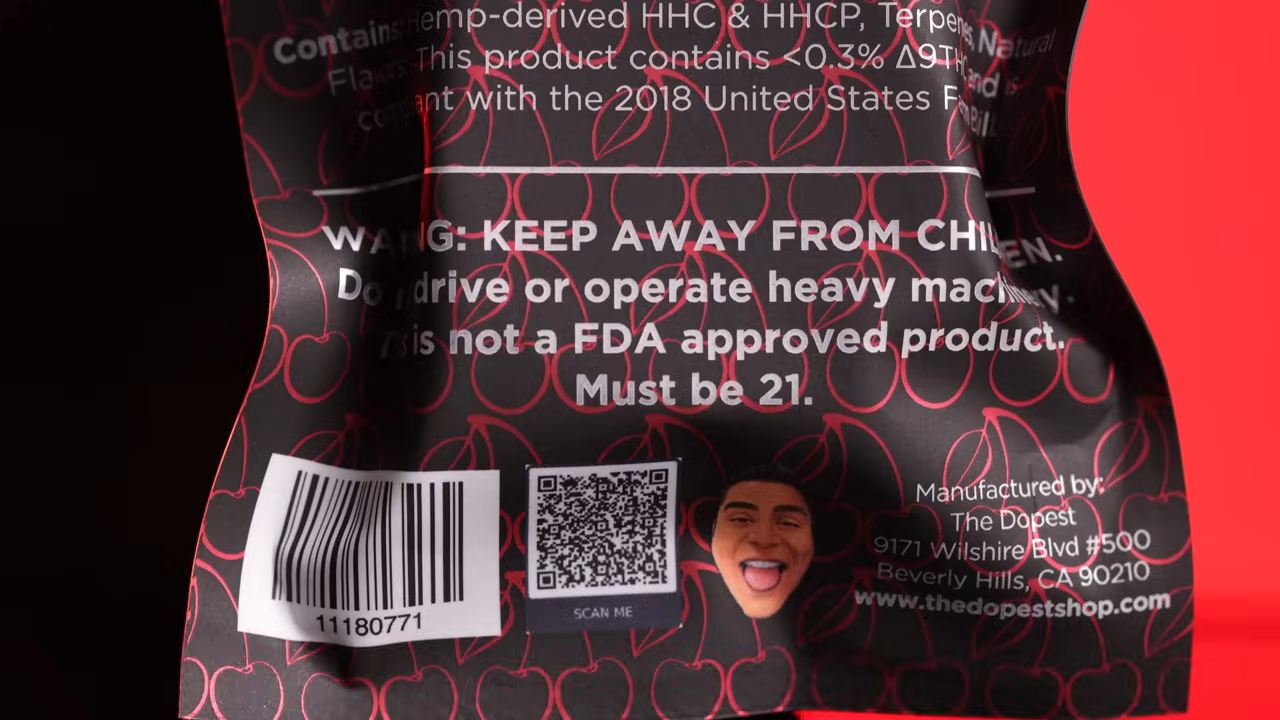 Contains: Hemp-derived HHC & HHCP, Terpenes, Natural
Flavors. This product contains <0.3% Δ9THC and is
compliant with the 2018 United States Farm Bill.
WARNING: KEEP AWAY FROM CHILDREN.
Do not drive or operate heavy machinery.
This is not a FDA approved product.
Must be 21.
11180771
SCAN ME
Manufactured by:
The Dopest
9171 Wilshire Blvd #500
Beverly Hills, CA 90210
www.thedopestshop.com